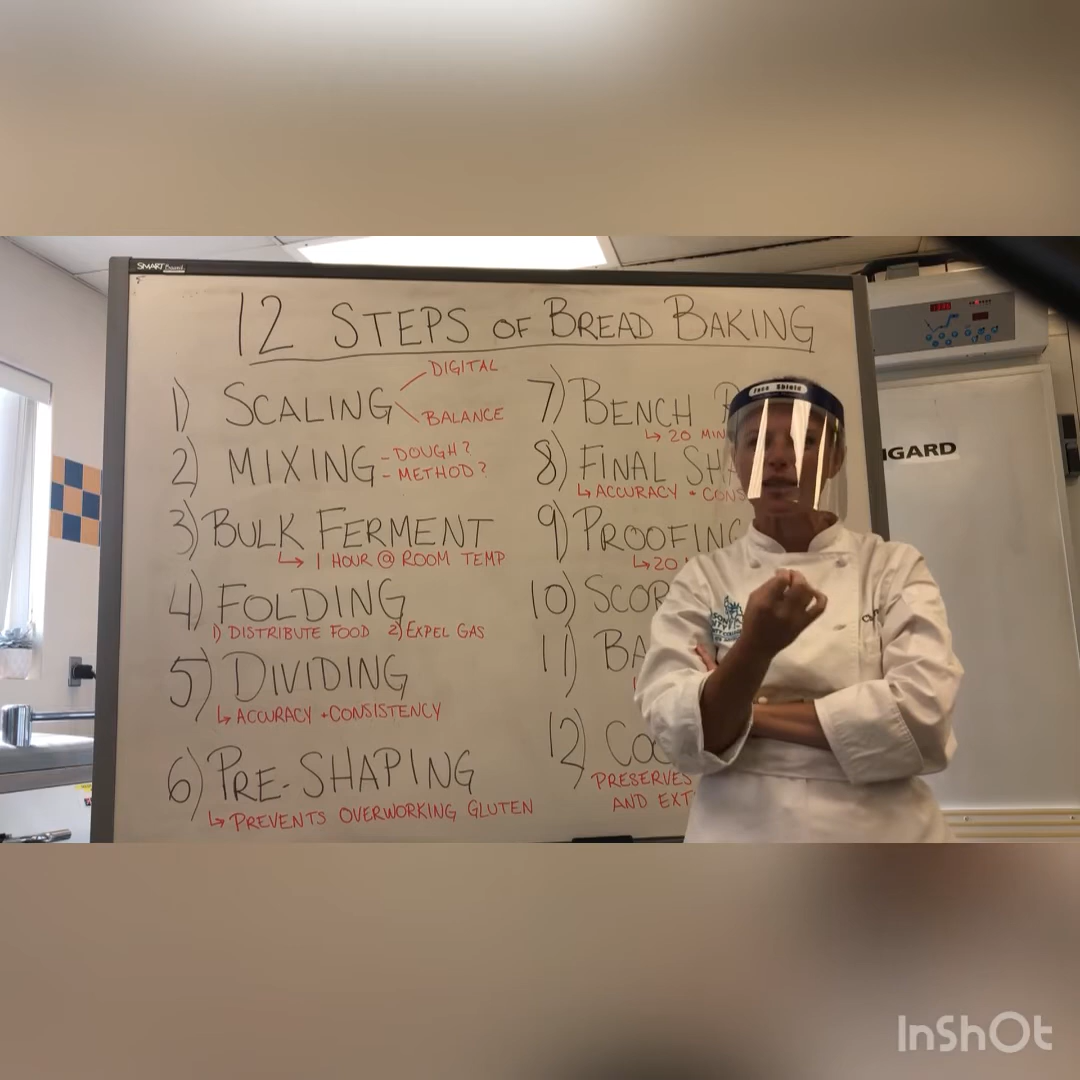 SMART Board
12 STEPS OF BREAD BAKING
1) SCALING
DIGITAL
BALANCE
2) MIXING
- DOUGH?
- METHOD?
3) BULK FERMENT
↳ 1 HOUR @ ROOM TEMP
4) FOLDING
1) DISTRIBUTE FOOD 2) EXPEL GAS
5) DIVIDING
↳ ACCURACY + CONSISTENCY
6) PRE-SHAPING
↳ PREVENTS OVERWORKING GLUTEN
7) BENCH
↳ 20 MIN
8) FINAL SH
↳ ACCURACY + CONS
9) PROOFING
↳ 20
10) SCOR
11) BA
12) COO
PRESERVES
AND EXT
Face Shield
NGARD
InShOt